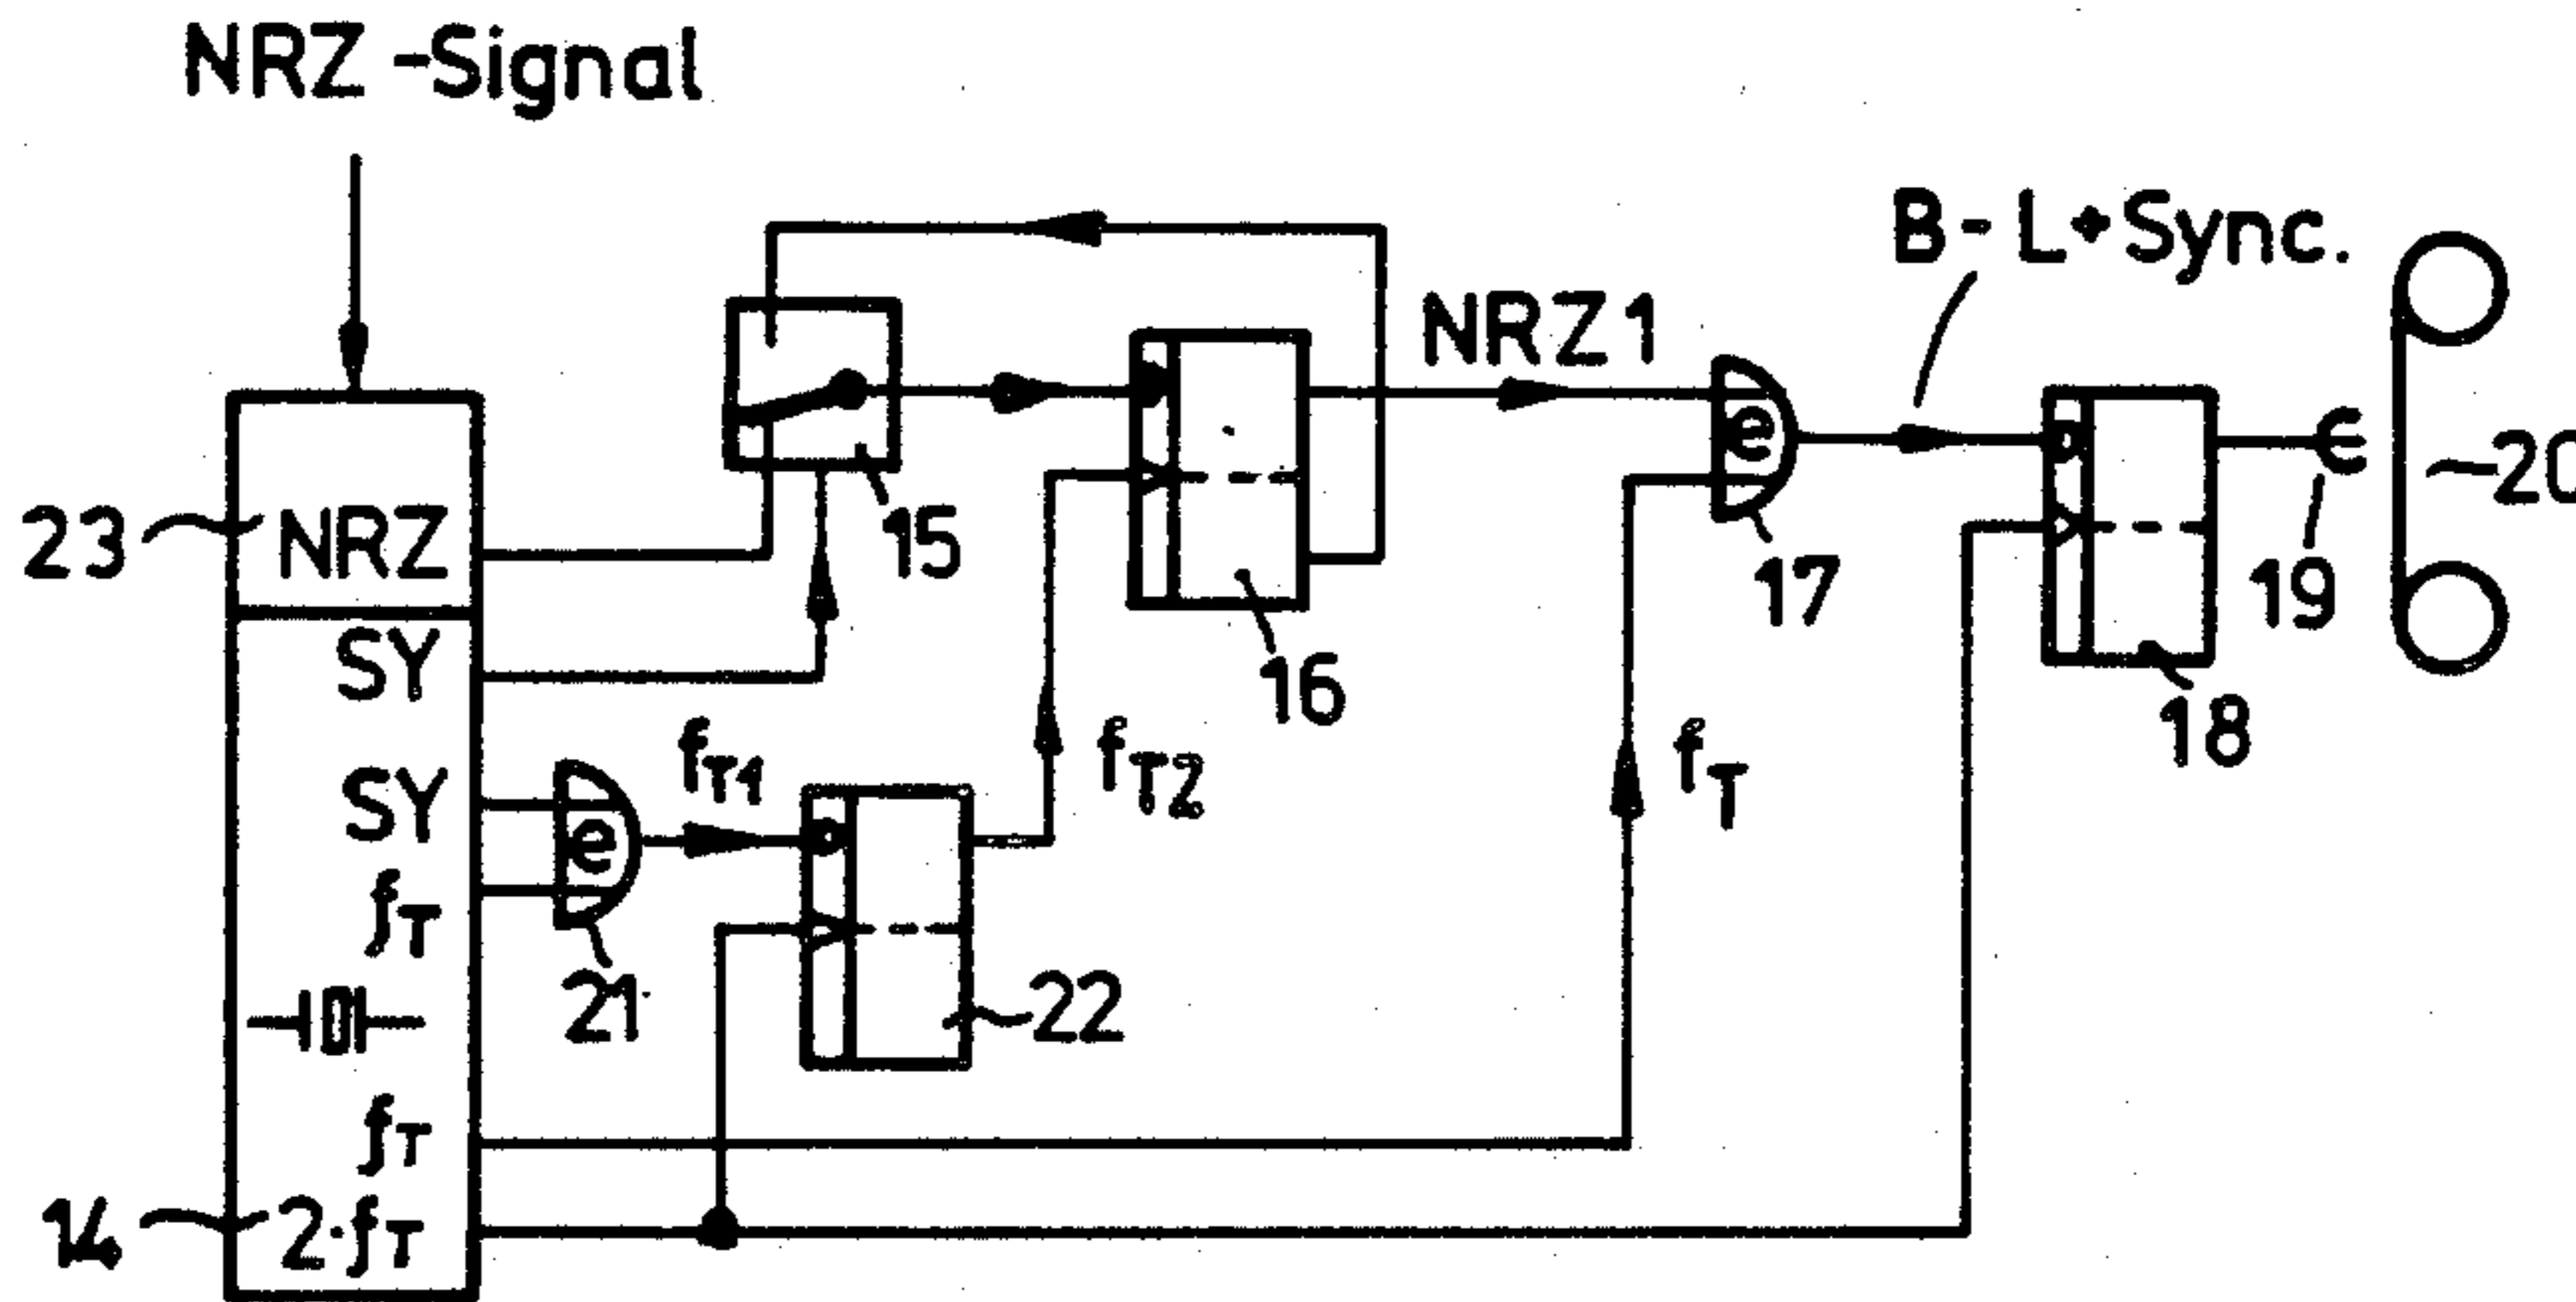 NRZ-Signal
B-L+Sync.
NRZ1
23
NRZ
15
20
19
17
SY
16
18
SY
fT1
fT2
fT
fT
21
22
fT
14
2·fT
e
e